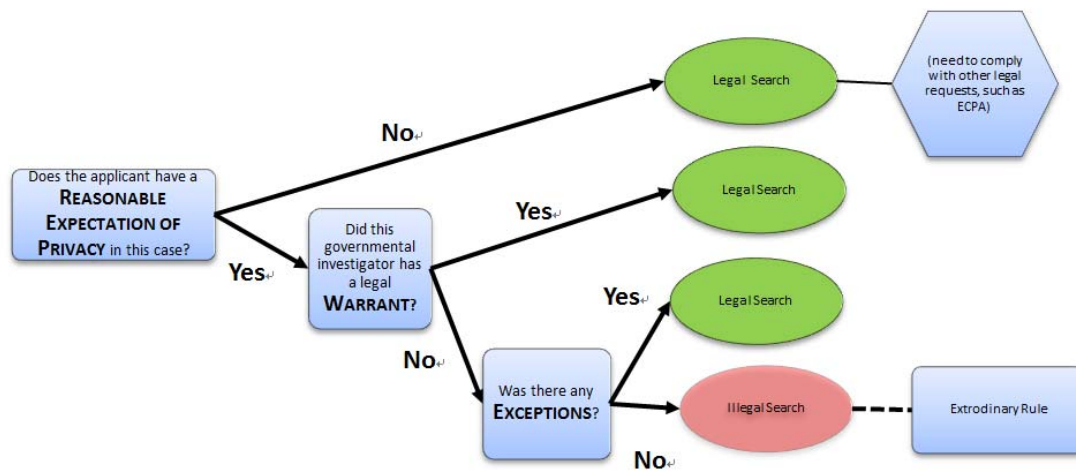 Legal Search
(need to comply
with other legal
requests, such as
ECPA)
No
Does the applicant have a
REASONABLE
EXPECTATION OF
PRIVACY in this case?
Legal Search
Yes
Did this
governmental
investigator has
a legal
WARRANT?
Yes
Legal Search
Yes
No
Was there any
EXCEPTIONS?
Illegal Search
Extrodinary Rule
No